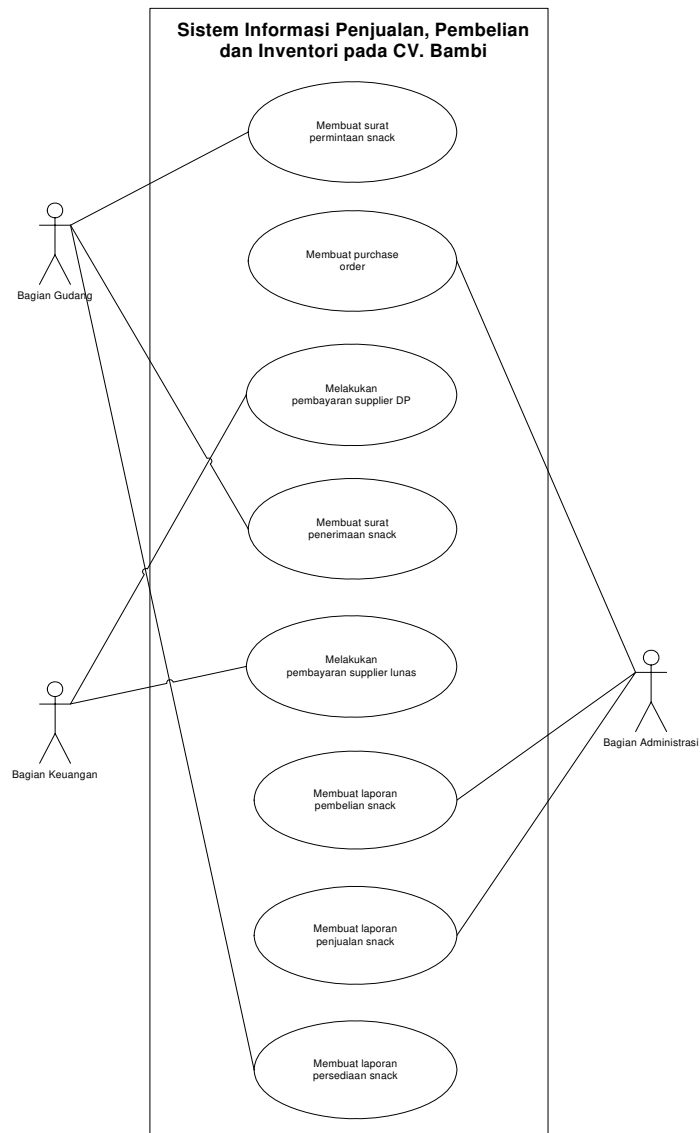 Sistem Informasi Penjualan, Pembelian
dan Inventori pada CV. Bambi
Membuat surat
permintaan snack
Bagian Gudang
Membuat purchase
order
Melakukan
pembayaran supplier DP
Membuat surat
penerimaan snack
Melakukan
pembayaran supplier lunas
Bagian Keuangan
Bagian Administrasi
Membuat laporan
pembelian snack
Membuat laporan
penjualan snack
Membuat laporan
persediaan snack